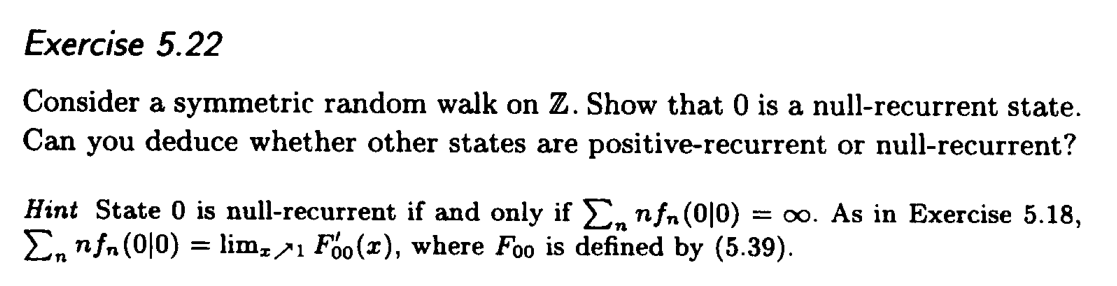 Exercise 5.22
Consider a symmetric random walk on ℤ. Show that 0 is a null-recurrent state.
Can you deduce whether other states are positive-recurrent or null-recurrent?
Hint State 0 is null-recurrent if and only if ∑ₙ nfₙ(0|0) = ∞. As in Exercise 5.18,
∑ₙ nfₙ(0|0) = limₓ↗₁ F′₀₀(x), where F₀₀ is defined by (5.39).